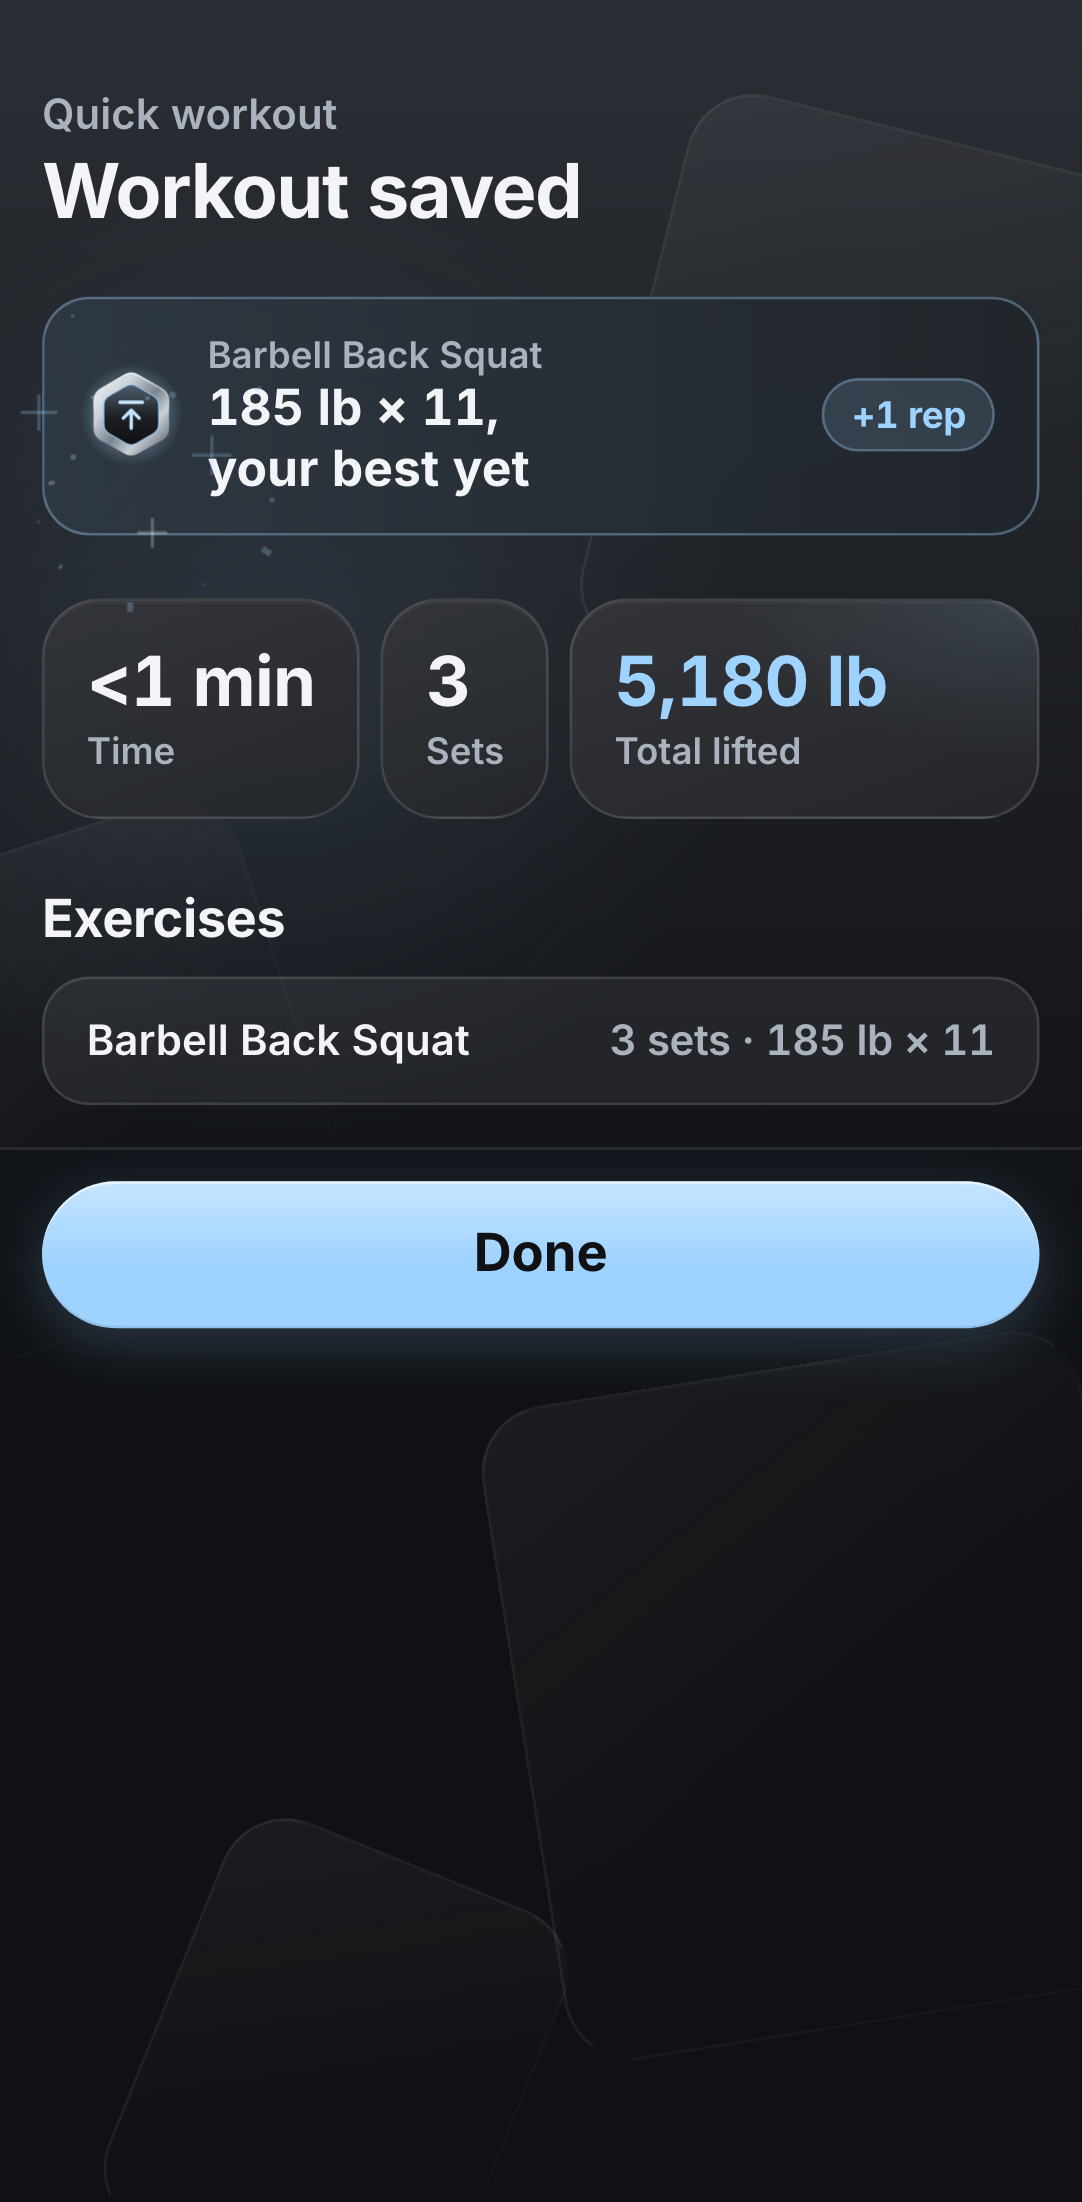 Quick workout
Workout saved
Barbell Back Squat
185 lb × 11,
your best yet
+1 rep
<1 min
Time
3
Sets
5,180 lb
Total lifted
Exercises
Barbell Back Squat
3 sets · 185 lb × 11
Done